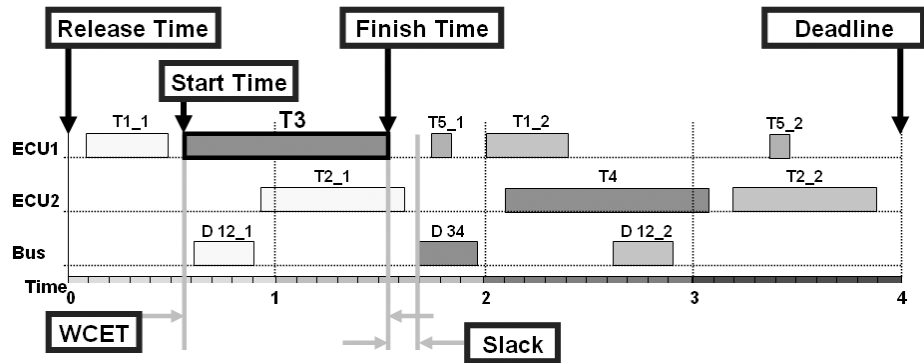 Release Time
Finish Time
Deadline
Start Time
T1_1
T3
T5_1
T1_2
T5_2
ECU1
T2_1
T4
T2_2
ECU2
D 12_1
D 34
D 12_2
Bus
Time
0
1
2
3
4
WCET
Slack